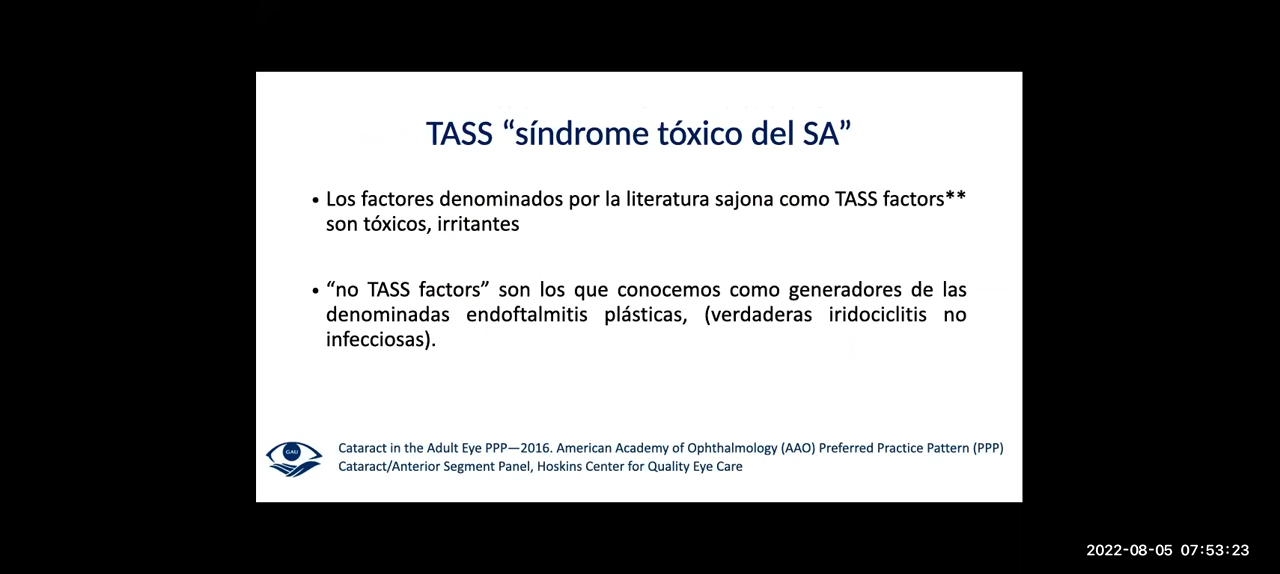 TASS “síndrome tóxico del SA”
• Los factores denominados por la literatura sajona como TASS factors**
son tóxicos, irritantes
• “no TASS factors” son los que conocemos como generadores de las
denominadas endoftalmitis plásticas, (verdaderas iridociclitis no
infecciosas).
GAU
Cataract in the Adult Eye PPP—2016. American Academy of Ophthalmology (AAO) Preferred Practice Pattern (PPP)
Cataract/Anterior Segment Panel, Hoskins Center for Quality Eye Care
2022-08-05 07:53:23